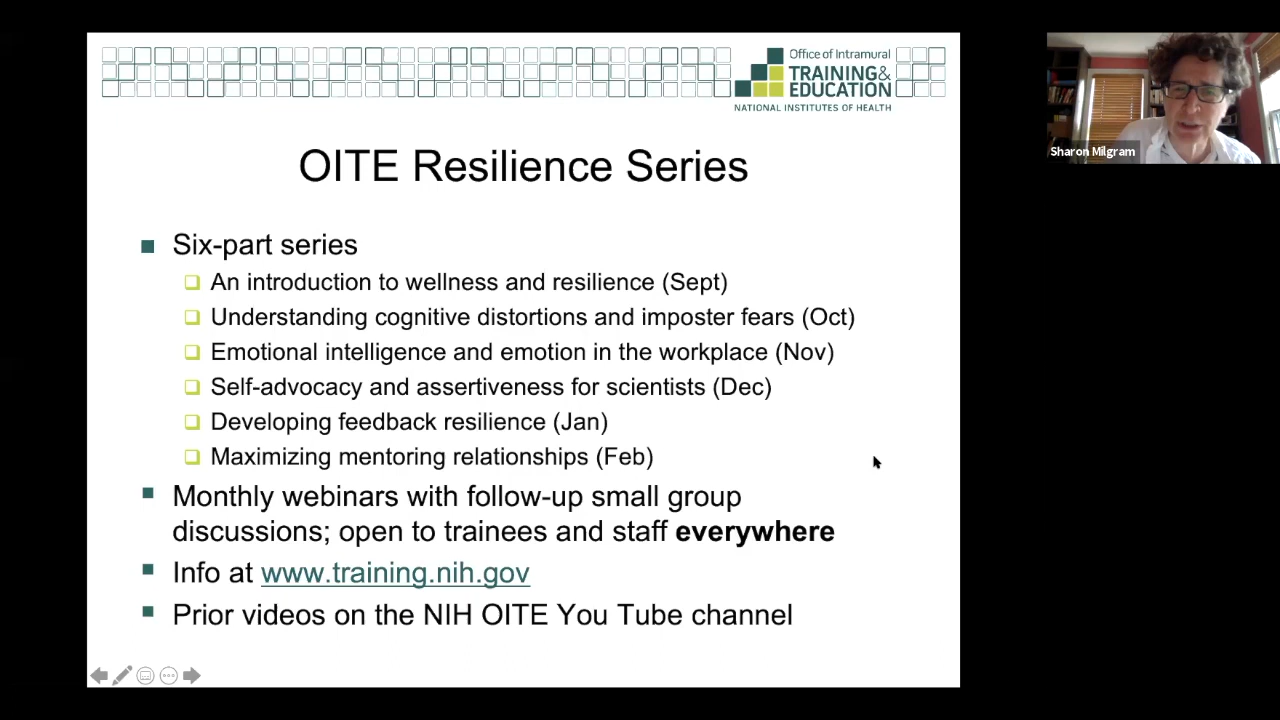 Office of Intramural
TRAINING&
EDUCATION
NATIONAL INSTITUTES OF HEALTH
Sharon Milgram
OITE Resilience Series
Six-part series
An introduction to wellness and resilience (Sept)
Understanding cognitive distortions and imposter fears (Oct)
Emotional intelligence and emotion in the workplace (Nov)
Self-advocacy and assertiveness for scientists (Dec)
Developing feedback resilience (Jan)
Maximizing mentoring relationships (Feb)
Monthly webinars with follow-up small group
discussions; open to trainees and staff everywhere
Info at www.training.nih.gov
Prior videos on the NIH OITE You Tube channel